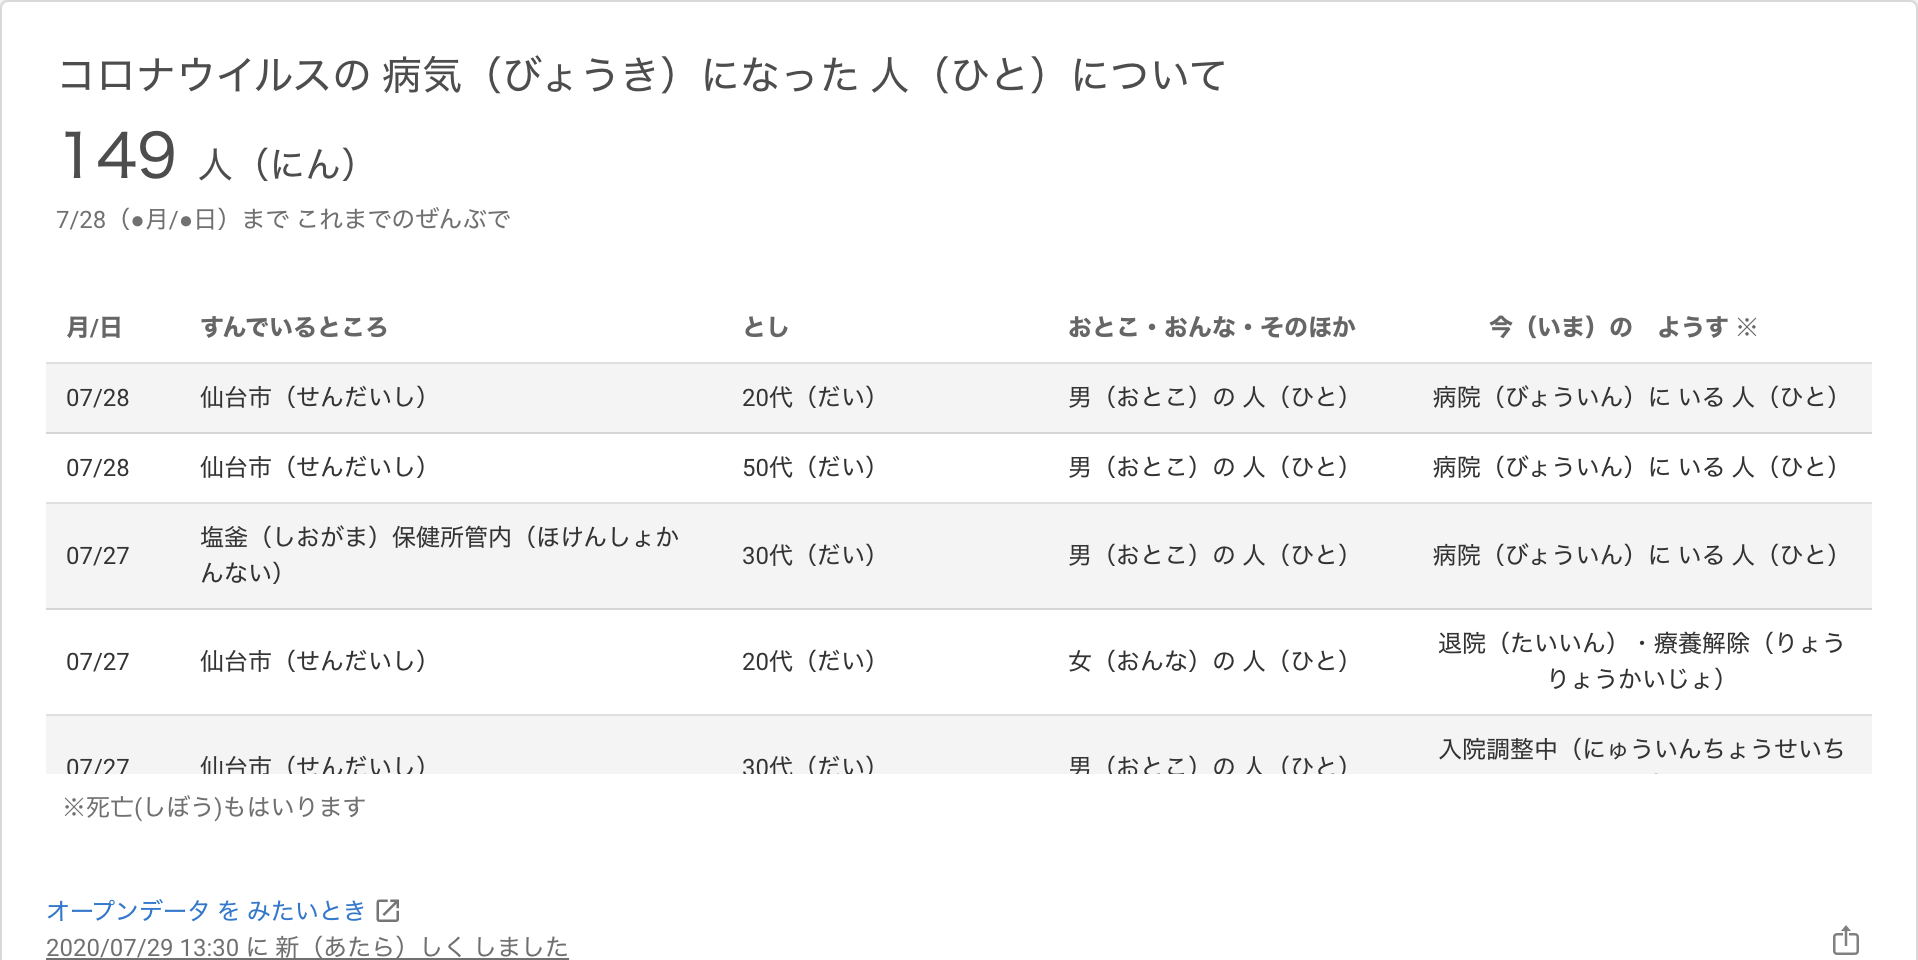 コロナウイルスの 病気（びょうき）になった 人（ひと）について
149 人（にん）
7/28（●月/●日）まで これまでのぜんぶで
月/日 すんでいるところ とし おとこ・おんな・そのほか 今（いま）の　ようす ※
07/28 仙台市（せんだいし） 20代（だい） 男（おとこ）の 人（ひと） 病院（びょういん）に いる 人（ひと）
07/28 仙台市（せんだいし） 50代（だい） 男（おとこ）の 人（ひと） 病院（びょういん）に いる 人（ひと）
塩釜（しおがま）保健所管内（ほけんしょか
07/27 んない） 30代（だい） 男（おとこ）の 人（ひと） 病院（びょういん）に いる 人（ひと）
07/27 仙台市（せんだいし） 20代（だい） 女（おんな）の 人（ひと） 退院（たいいん）・療養解除（りょう
りょうかいじょ）
07/27 仙台市（せんだいし） 30代（だい） 男（おとこ）の 人（ひと） 入院調整中（にゅういんちょうせいち
※死亡(しぼう)もはいります
オープンデータ を みたいとき
2020/07/29 13:30 に 新（あたら）しく しました